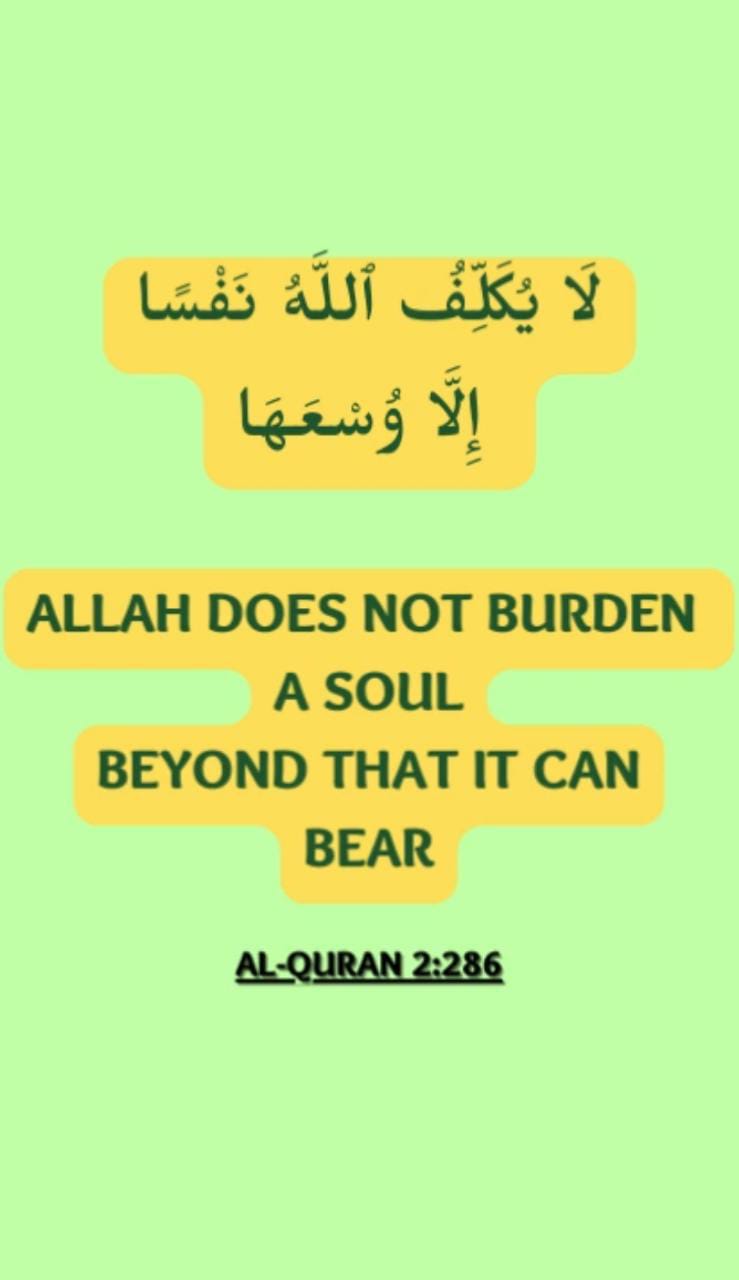 لَا يُكَلِّفُ ٱللَّهُ نَفْسًا
إِلَّا وُسْعَهَا
ALLAH DOES NOT BURDEN
A SOUL
BEYOND THAT IT CAN
BEAR
AL-QURAN 2:286